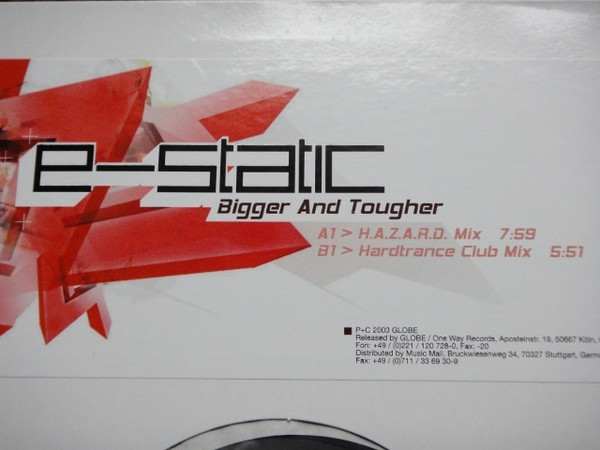 e-static
Bigger And Tougher
A1 > H.A.Z.A.R.D. Mix 7:59
B1 > Hardtrance Club Mix 5:51
P+C 2003 GLOBE
Released by GLOBE / One Way Records, Apostelnstr. 19, 50667 Köln,
Fon: +49 / (0)221 / 120 728-0, Fax: -20
Distributed by Music Mail, Bruckwiesenweg 34, 70327 Stuttgart, Germ
Fax: +49 / (0)711 / 33 69 30-9